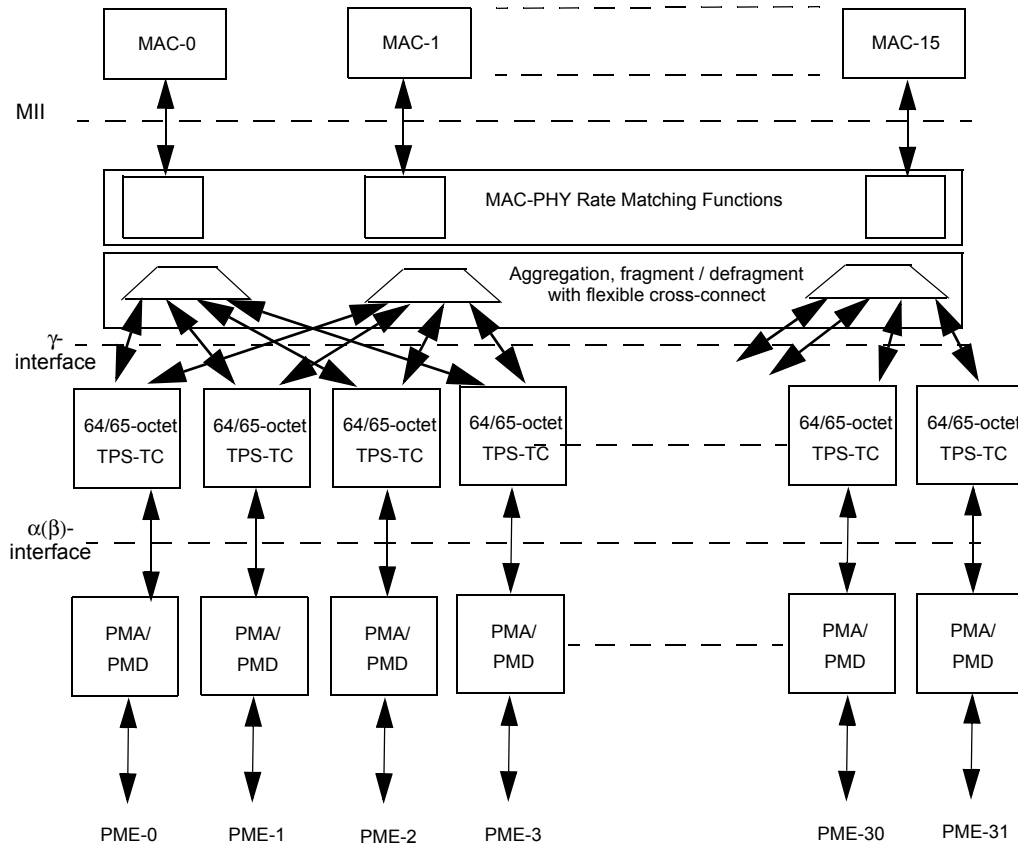 MAC-0
MAC-1
MAC-15
MII
MAC-PHY Rate Matching Functions
Aggregation, fragment / defragment
with flexible cross-connect
γ-
interface
64/65-octet
TPS-TC
64/65-octet
TPS-TC
64/65-octet
TPS-TC
64/65-octet
TPS-TC
64/65-octet
TPS-TC
64/65-octet
TPS-TC
α(β)-
interface
PMA/
PMD
PMA/
PMD
PMA/
PMD
PMA/
PMD
PMA/
PMD
PMA/
PMD
PME-0
PME-1
PME-2
PME-3
PME-30
PME-31